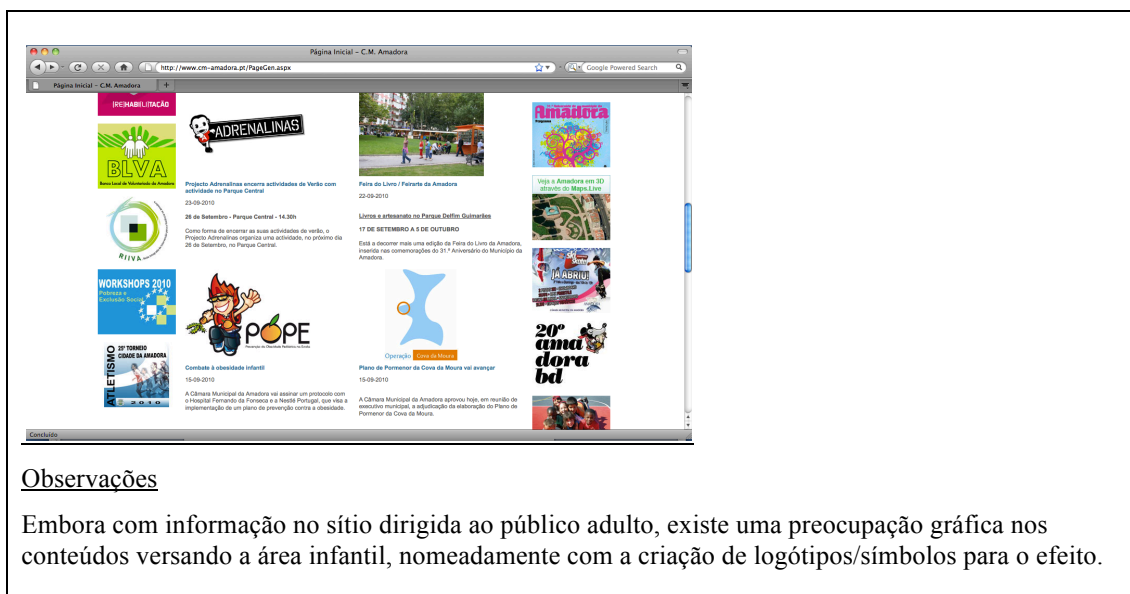 Página Inicial – C.M. Amadora
http://www.cm-amadora.pt/PageGen.aspx
Google Powered Search
Página Inicial – C.M. Amadora
(RE)HABIL(I)TAÇÃO
BLVA
Banco Local de Voluntariado da Amadora
RIIVA
WORKSHOPS 2010
Pobreza e
Exclusão Social
ATLETISMO
25º TORNEIO
CIDADE DA AMADORA
2010
ADRENALINAS
Projecto Adrenalinas encerra actividades de Verão com
actividade no Parque Central
23-09-2010
28 de Setembro - Parque Central - 14.30h
Como forma de encerrar as suas actividades de verão, o
Projecto Adrenalinas organiza uma actividade, no próximo dia
28 de Setembro, no Parque Central.
POPE
Combate à obesidade infantil
15-09-2010
A Câmara Municipal da Amadora vai assinar um protocolo com
o Hospital Fernando da Fonseca e a Nestlé Portugal, que visa a
implementação de um plano de prevenção contra a obesidade.
Feira do Livro / Feirarte da Amadora
22-09-2010
Livros e artesanato no Parque Delfim Guimarães
17 DE SETEMBRO A 5 DE OUTUBRO
Está a decorrer mais uma edição da Feira do Livro da Amadora,
inserida nas comemorações do 31.º Aniversário do Município da
Amadora.
Operação Cova da Moura
Plano de Pormenor da Cova da Moura vai avançar
15-09-2010
A Câmara Municipal da Amadora aprovou hoje, em reunião de
executivo municipal, a adjudicação da elaboração do Plano de
Pormenor da Cova da Moura.
Amadora
Veja a Amadora em 3D
através do Maps.Live
JÁ ABRIU!
20º
ama
dora
bd
Concluído
Observações
Embora com informação no sítio dirigida ao público adulto, existe uma preocupação gráfica nos
conteúdos versando a área infantil, nomeadamente com a criação de logótipos/símbolos para o efeito.